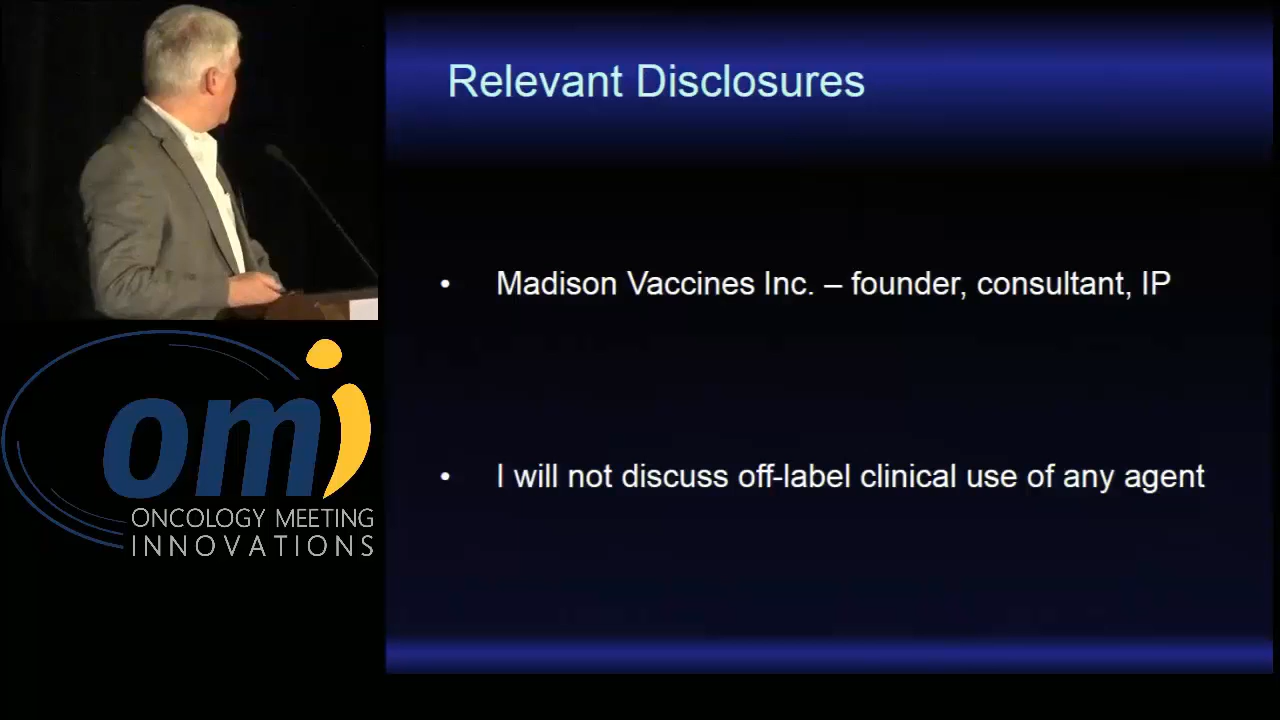 Relevant Disclosures
• Madison Vaccines Inc. – founder, consultant, IP
• I will not discuss off-label clinical use of any agent
omi
ONCOLOGY MEETING
INNOVATIONS